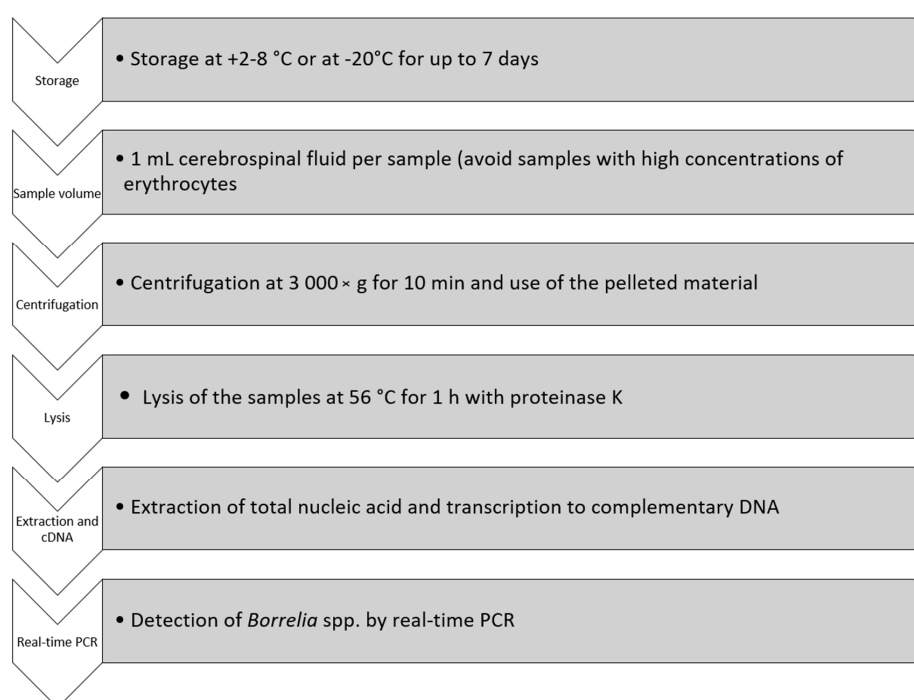 Storage
• Storage at +2-8 °C or at -20°C for up to 7 days
Sample volume
• 1 mL cerebrospinal fluid per sample (avoid samples with high concentrations of
erythrocytes
Centrifugation
• Centrifugation at 3 000 × g for 10 min and use of the pelleted material
Lysis
• Lysis of the samples at 56 °C for 1 h with proteinase K
Extraction and
cDNA
• Extraction of total nucleic acid and transcription to complementary DNA
Real-time PCR
• Detection of Borrelia spp. by real-time PCR